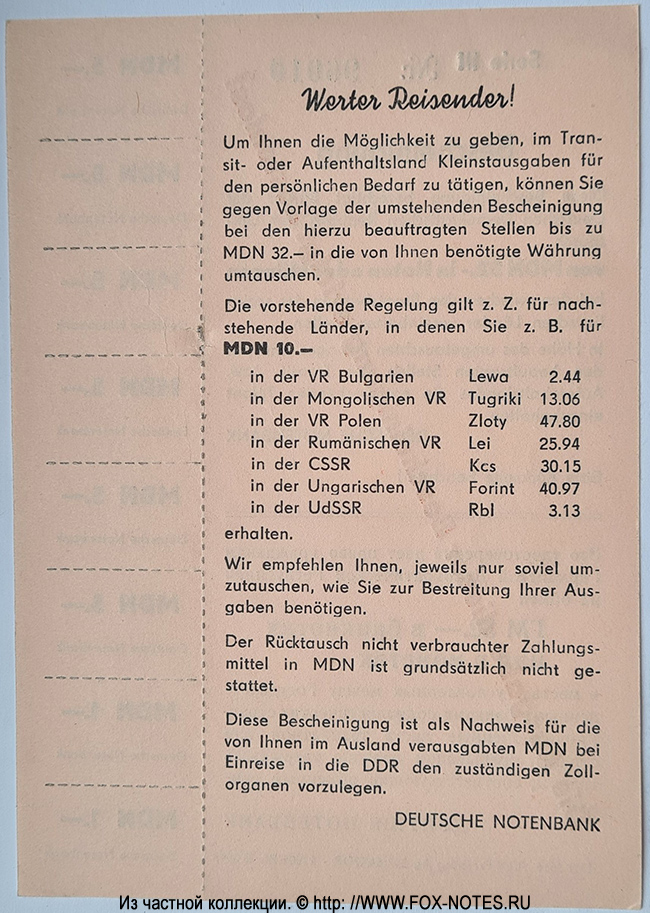 Werter Reisender!
Um Ihnen die Möglichkeit zu geben, im Tran-
sit- oder Aufenthaltsland Kleinstausgaben für
den persönlichen Bedarf zu tätigen, können Sie
gegen Vorlage der umstehenden Bescheinigung
bei den hierzu beauftragten Stellen bis zu
MDN 32.– in die von Ihnen benötigte Währung
umtauschen.
Die vorstehende Regelung gilt z. Z. für nach-
stehende Länder, in denen Sie z. B. für
MDN 10.–
in der VR Bulgarien Lewa 2.44
in der Mongolischen VR Tugriki 13.06
in der VR Polen Zloty 47.80
in der Rumänischen VR Lei 25.94
in der CSSR Kcs 30.15
in der Ungarischen VR Forint 40.97
in der UdSSR Rbl 3.13
erhalten.
Wir empfehlen Ihnen, jeweils nur soviel um-
zutauschen, wie Sie zur Bestreitung Ihrer Aus-
gaben benötigen.
Der Rücktausch nicht verbrauchter Zahlungs-
mittel in MDN ist grundsätzlich nicht ge-
stattet.
Diese Bescheinigung ist als Nachweis für die
von Ihnen im Ausland verausgabten MDN bei
Einreise in die DDR den zuständigen Zoll-
organen vorzulegen.
DEUTSCHE NOTENBANK
Из частной коллекции. © http: //WWW.FOX-NOTES.RU